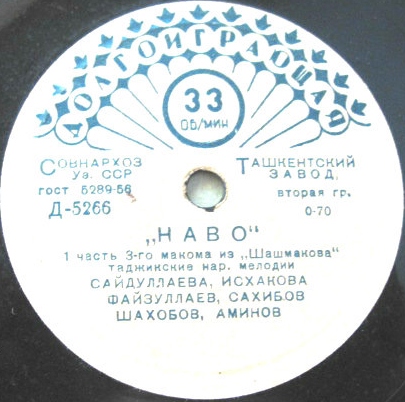 ДОЛГОИГРАЮЩАЯ
33
ОБ/МИН
СОВНАРХОЗ
Уз. ССР
ГОСТ 5289-56
Д-5266
ТАШКЕНТСКИЙ
ЗАВОД,
вторая гр.
0-70
„НАВО"
1 часть 3-го макома из „Шашмакова"
таджикские нар. мелодии
САЙДУЛЛАЕВА, ИСХАКОВА
ФАЙЗУЛЛАЕВ, САХИБОВ
ШАХОБОВ, АМИНОВ